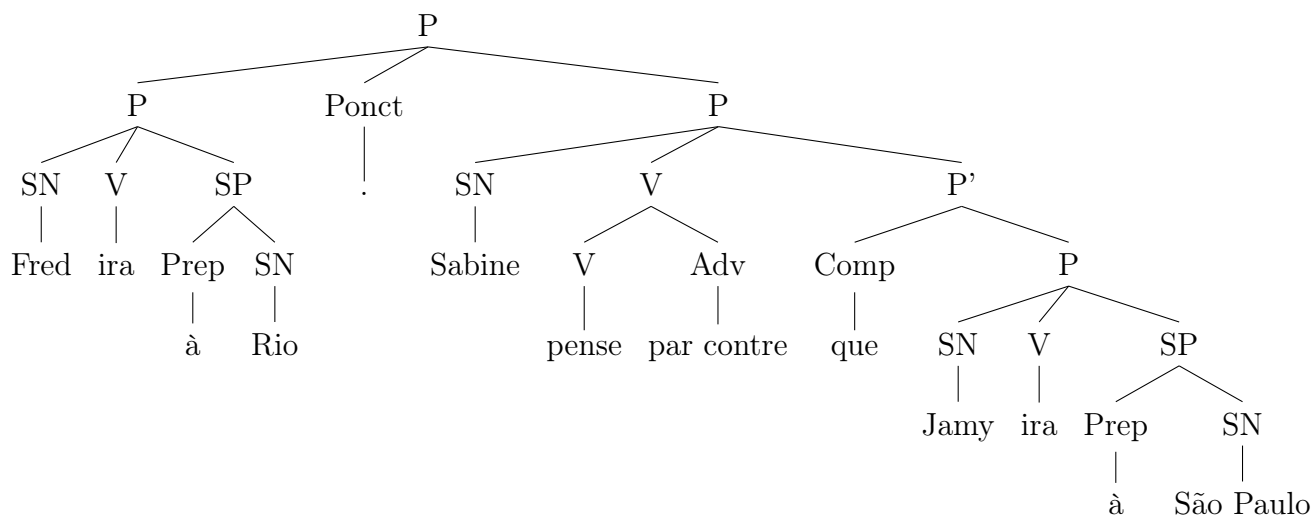 P
P Ponct P
SN V SP . SN V P'
Fred ira Prep SN Sabine V Adv Comp P
à Rio pense par contre que SN V SP
Jamy ira Prep SN
à São Paulo